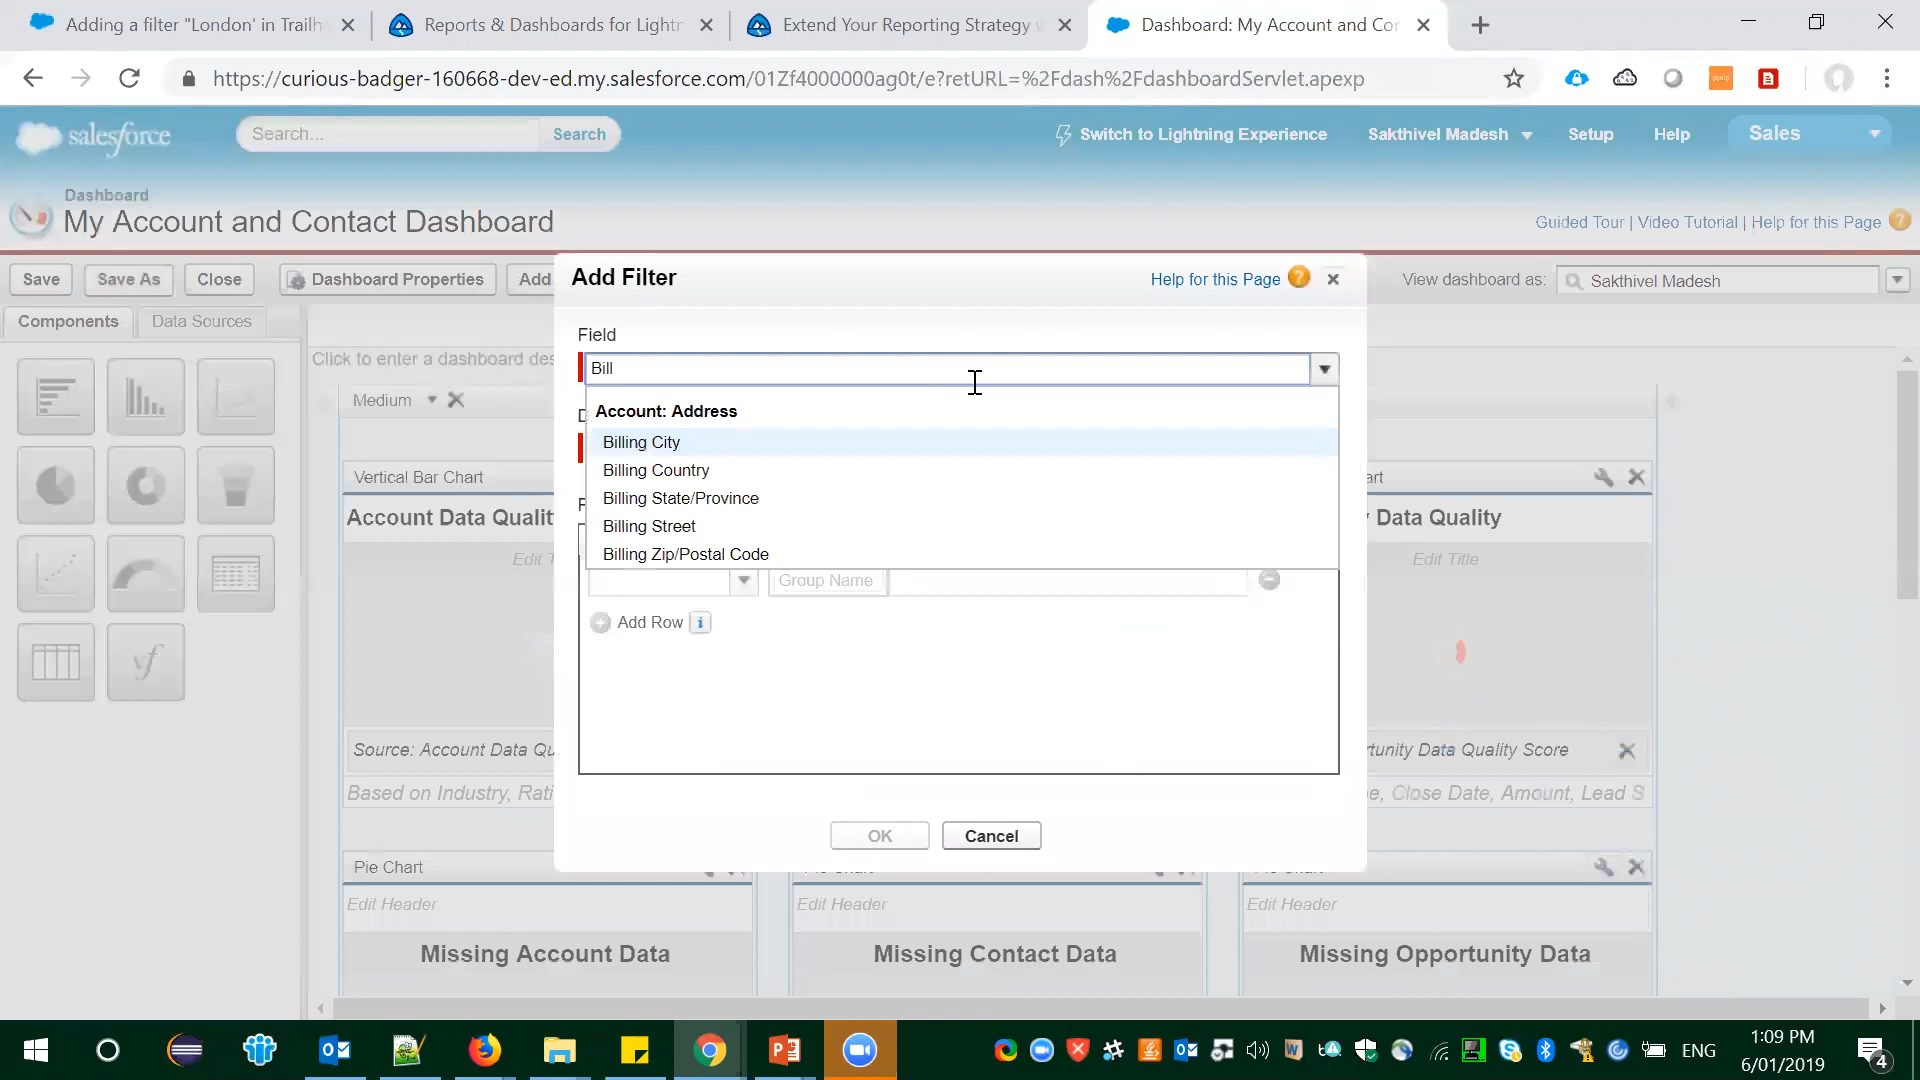 Adding a filter "London' in Trailh
Reports & Dashboards for Lightn
Extend Your Reporting Strategy w
Dashboard: My Account and Cor
https://curious-badger-160668-dev-ed.my.salesforce.com/01Zf4000000ag0t/e?retURL=%2Fdash%2FdashboardServlet.apexp
salesforce
Search...
Search
Switch to Lightning Experience
Sakthivel Madesh
Setup
Help
Sales
Dashboard
My Account and Contact Dashboard
Guided Tour | Video Tutorial | Help for this Page
Save
Save As
Close
Dashboard Properties
Add
Add Filter
Help for this Page
View dashboard as:
Sakthivel Madesh
Components
Data Sources
Field
Click to enter a dashboard des
Bill
Medium
Account: Address
Billing City
Billing Country
Billing State/Province
Billing Street
Billing Zip/Postal Code
Vertical Bar Chart
art
Account Data Qualit
Data Quality
Edit Title
Group Name
Add Row
Source: Account Data Qu
rtunity Data Quality Score
Based on Industry, Rati
e, Close Date, Amount, Lead S
OK
Cancel
Pie Chart
Edit Header
Edit Header
Edit Header
Missing Account Data
Missing Contact Data
Missing Opportunity Data
ENG
1:09 PM
6/01/2019
4